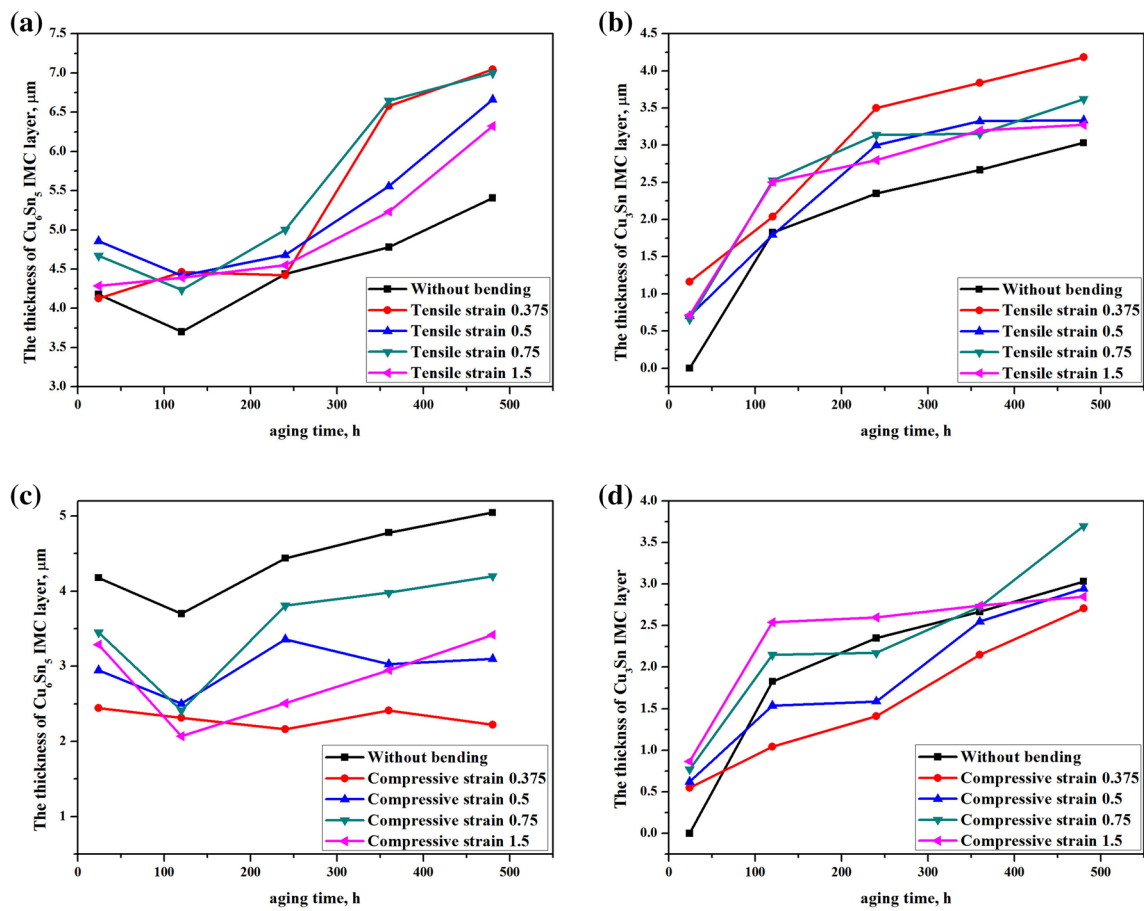 (a)
7.5
7.0
6.5
6.0
5.5
5.0
4.5
4.0
3.5
3.0
The thickness of Cu₆Sn₅ IMC layer, μm
Without bending
Tensile strain 0.375
Tensile strain 0.5
Tensile strain 0.75
Tensile strain 1.5
0 100 200 300 400 500
aging time, h
(b)
4.5
4.0
3.5
3.0
2.5
2.0
1.5
1.0
0.5
0.0
The thickness of Cu₃Sn IMC layer, μm
Without bending
Tensile strain 0.375
Tensile strain 0.5
Tensile strain 0.75
Tensile strain 1.5
0 100 200 300 400 500
aging time, h
(c)
5
4
3
2
1
The thickness of Cu₆Sn₅ IMC layer, μm
Without bending
Compressive strain 0.375
Compressive strain 0.5
Compressive strain 0.75
Compressive strain 1.5
0 100 200 300 400 500
aging time, h
(d)
4.0
3.5
3.0
2.5
2.0
1.5
1.0
0.5
0.0
The thickness of Cu₃Sn IMC layer
Without bending
Compressive strain 0.375
Compressive strain 0.5
Compressive strain 0.75
Compressive strain 1.5
0 100 200 300 400 500
aging time, h